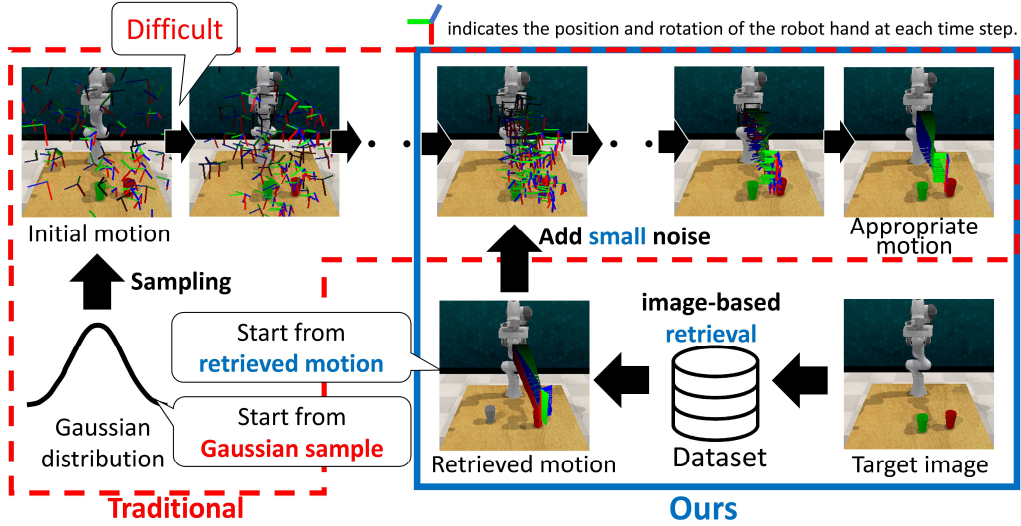 Difficult
indicates the position and rotation of the robot hand at each time step.
Initial motion
Add small noise
Appropriate
motion
Sampling
image-based
retrieval
Start from
retrieved motion
Start from
Gaussian sample
Gaussian
distribution
Retrieved motion
Dataset
Target image
Traditional
Ours